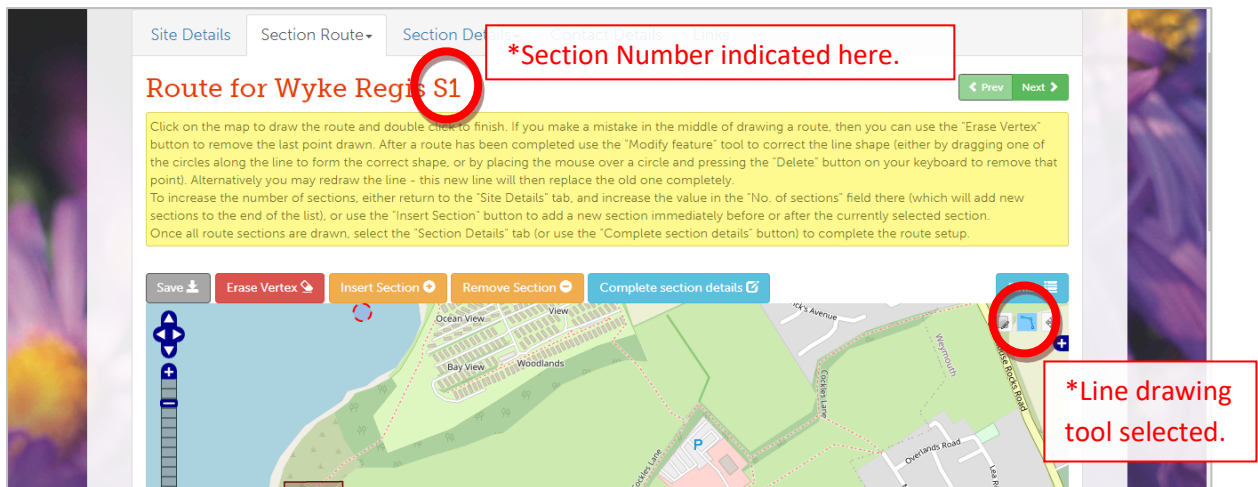 Site Details Section Route Section Details Contact Details Links
*Section Number indicated here.
Route for Wyke Regis S1
Prev Next
Click on the map to draw the route and double click to finish. If you make a mistake in the middle of drawing a route, then you can use the "Erase Vertex"
button to remove the last point drawn. After a route has been completed use the "Modify feature" tool to correct the line shape (either by dragging one of
the circles along the line to form the correct shape, or by placing the mouse over a circle and pressing the "Delete" button on your keyboard to remove that
point). Alternatively you may redraw the line - this new line will then replace the old one completely.
To increase the number of sections, either return to the "Site Details" tab, and increase the value in the "No. of sections" field there (which will add new
sections to the end of the list), or use the "Insert Section" button to add a new section immediately before or after the currently selected section.
Once all route sections are drawn, select the "Section Details" tab (or use the "Complete section details" button) to complete the route setup.
Save Erase Vertex Insert Section Remove Section Complete section details
Ocean View
View
Avenue
Bay View
Woodlands
Weymouth
Rocks Road
Cockles Lane
*Line drawing
tool selected.
P
Overlands Road
Cockles Lane
Lea